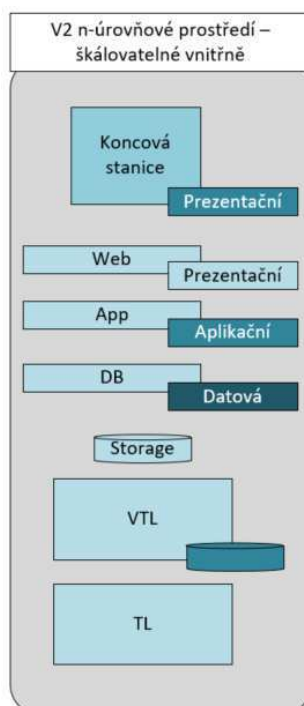 V2 n-úrovňové prostředí –
škálovatelné vnitřně
Koncová
stanice
Prezentační
Web
Prezentační
App
Aplikační
DB
Datová
Storage
VTL
TL